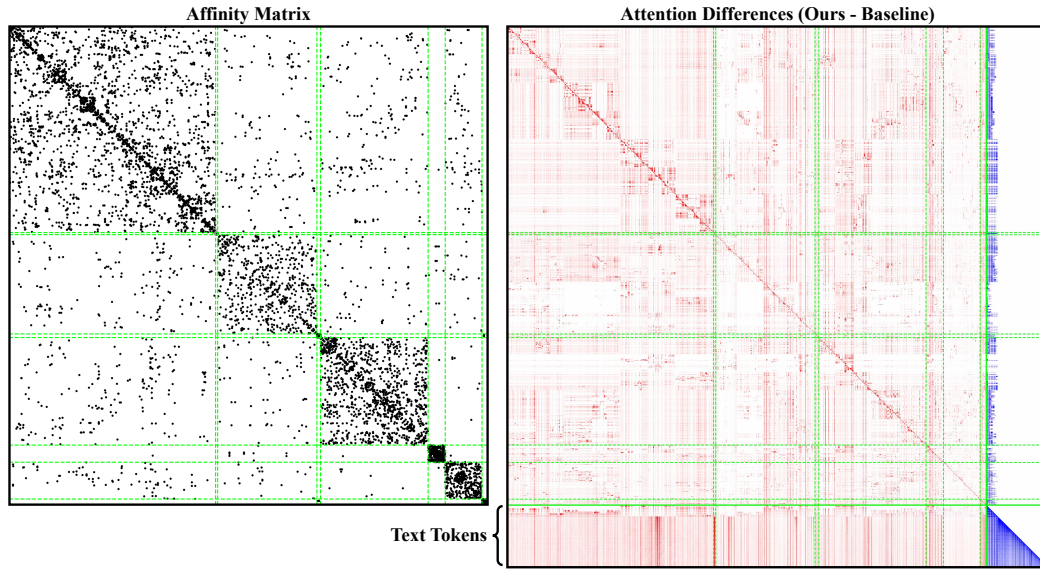 Affinity Matrix
Attention Differences (Ours - Baseline)
Text Tokens